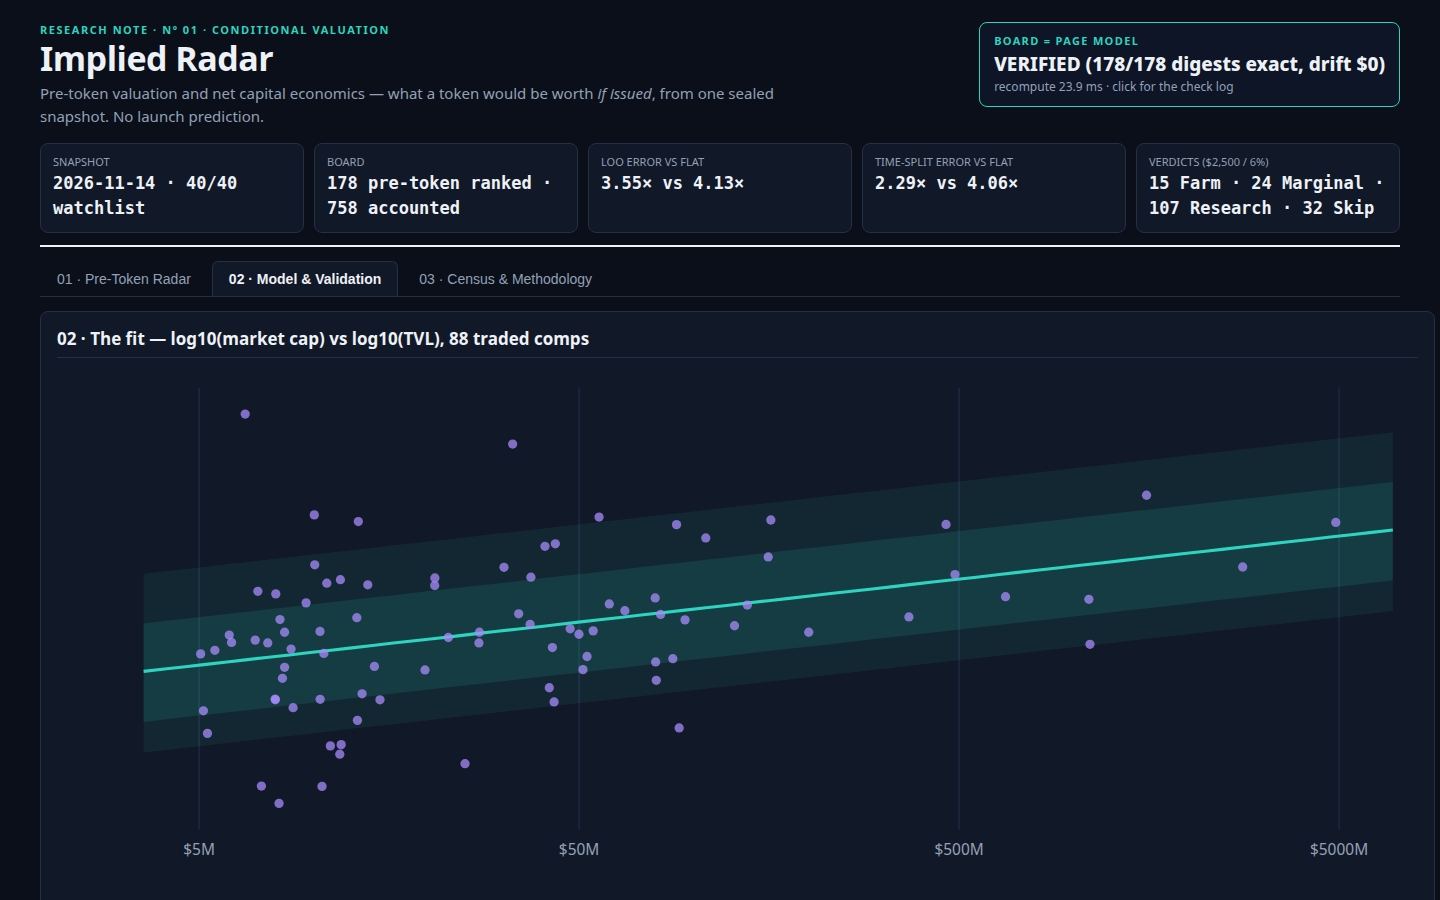 RESEARCH NOTE · Nº 01 · CONDITIONAL VALUATION
Implied Radar
Pre-token valuation and net capital economics — what a token would be worth if issued, from one sealed
snapshot. No launch prediction.
BOARD = PAGE MODEL
VERIFIED (178/178 digests exact, drift $0)
recompute 23.9 ms · click for the check log
SNAPSHOT
2026-11-14 · 40/40
watchlist
BOARD
178 pre-token ranked ·
758 accounted
LOO ERROR VS FLAT
3.55× vs 4.13×
TIME-SPLIT ERROR VS FLAT
2.29× vs 4.06×
VERDICTS ($2,500 / 6%)
15 Farm · 24 Marginal ·
107 Research · 32 Skip
01 · Pre-Token Radar
02 · Model & Validation
03 · Census & Methodology
02 · The fit — log10(market cap) vs log10(TVL), 88 traded comps
$5M
$50M
$500M
$5000M